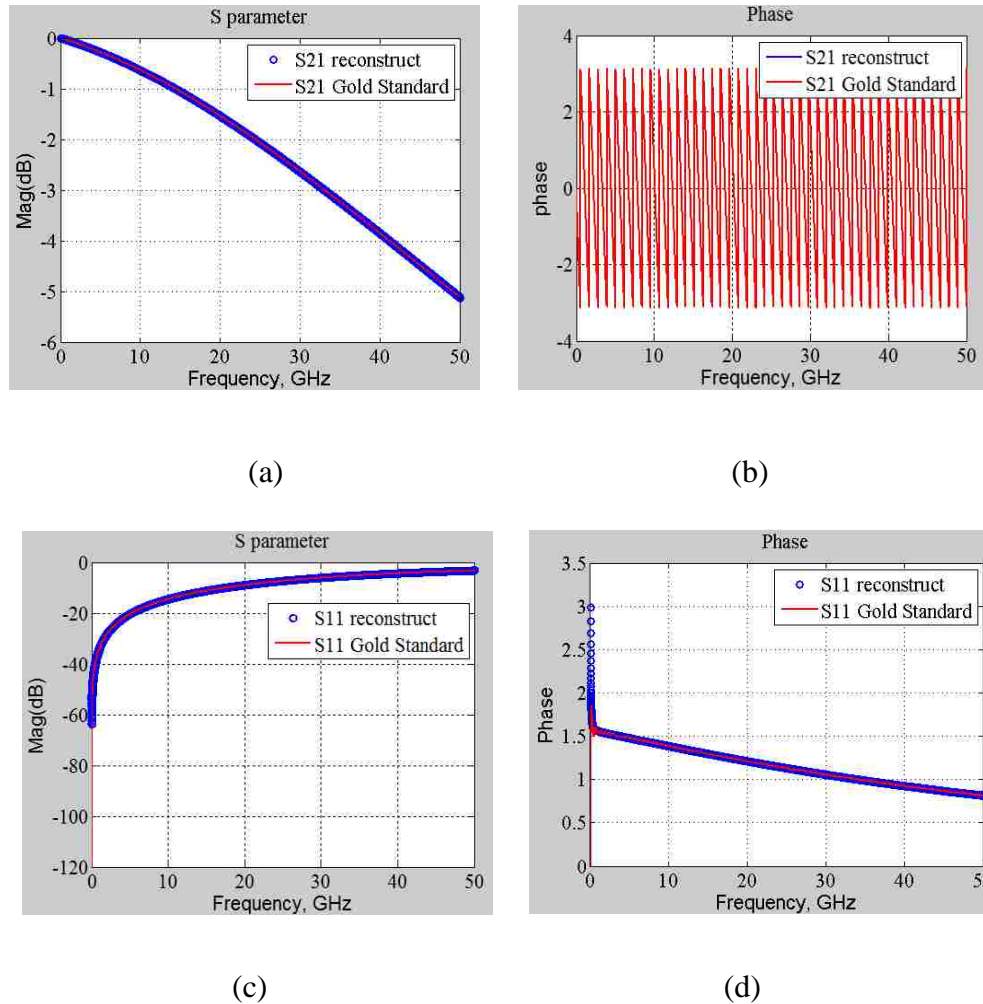 S parameter
0
-1
-2
-3
-4
-5
-6
Mag(dB)
S21 reconstruct
S21 Gold Standard
0 10 20 30 40 50
Frequency, GHz
(a)
Phase
4
2
0
-2
-4
phase
S21 reconstruct
S21 Gold Standard
0 10 20 30 40 50
Frequency, GHz
(b)
S parameter
0
-20
-40
-60
-80
-100
-120
Mag(dB)
S11 reconstruct
S11 Gold Standard
0 10 20 30 40 50
Frequency, GHz
(c)
Phase
3.5
3
2.5
2
1.5
1
0.5
0
Phase
S11 reconstruct
S11 Gold Standard
0 10 20 30 40
Frequency, GHz
(d)